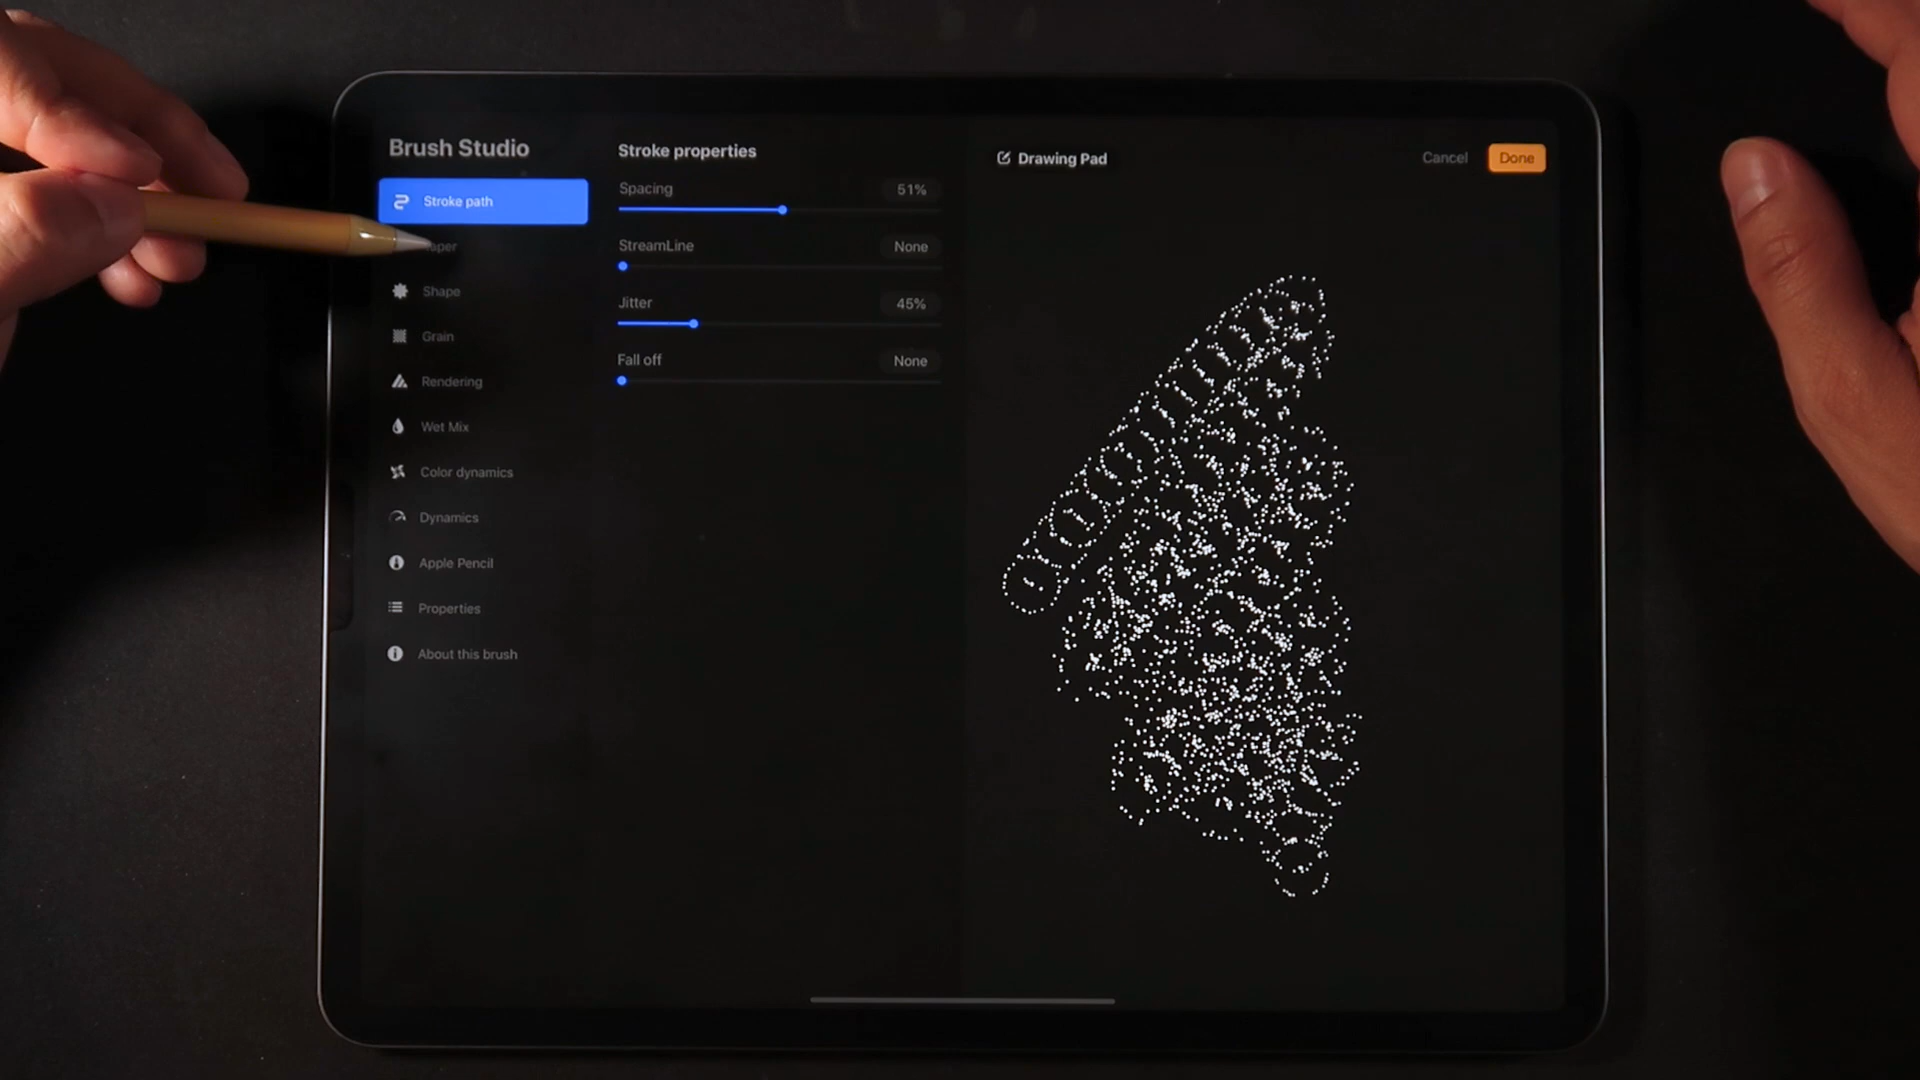 Brush Studio
Stroke path
Shape
Grain
Rendering
Wet Mix
Color dynamics
Dynamics
Apple Pencil
Properties
About this brush
Stroke properties
Spacing 51%
StreamLine None
Jitter 45%
Fall off None
Drawing Pad
Cancel Done